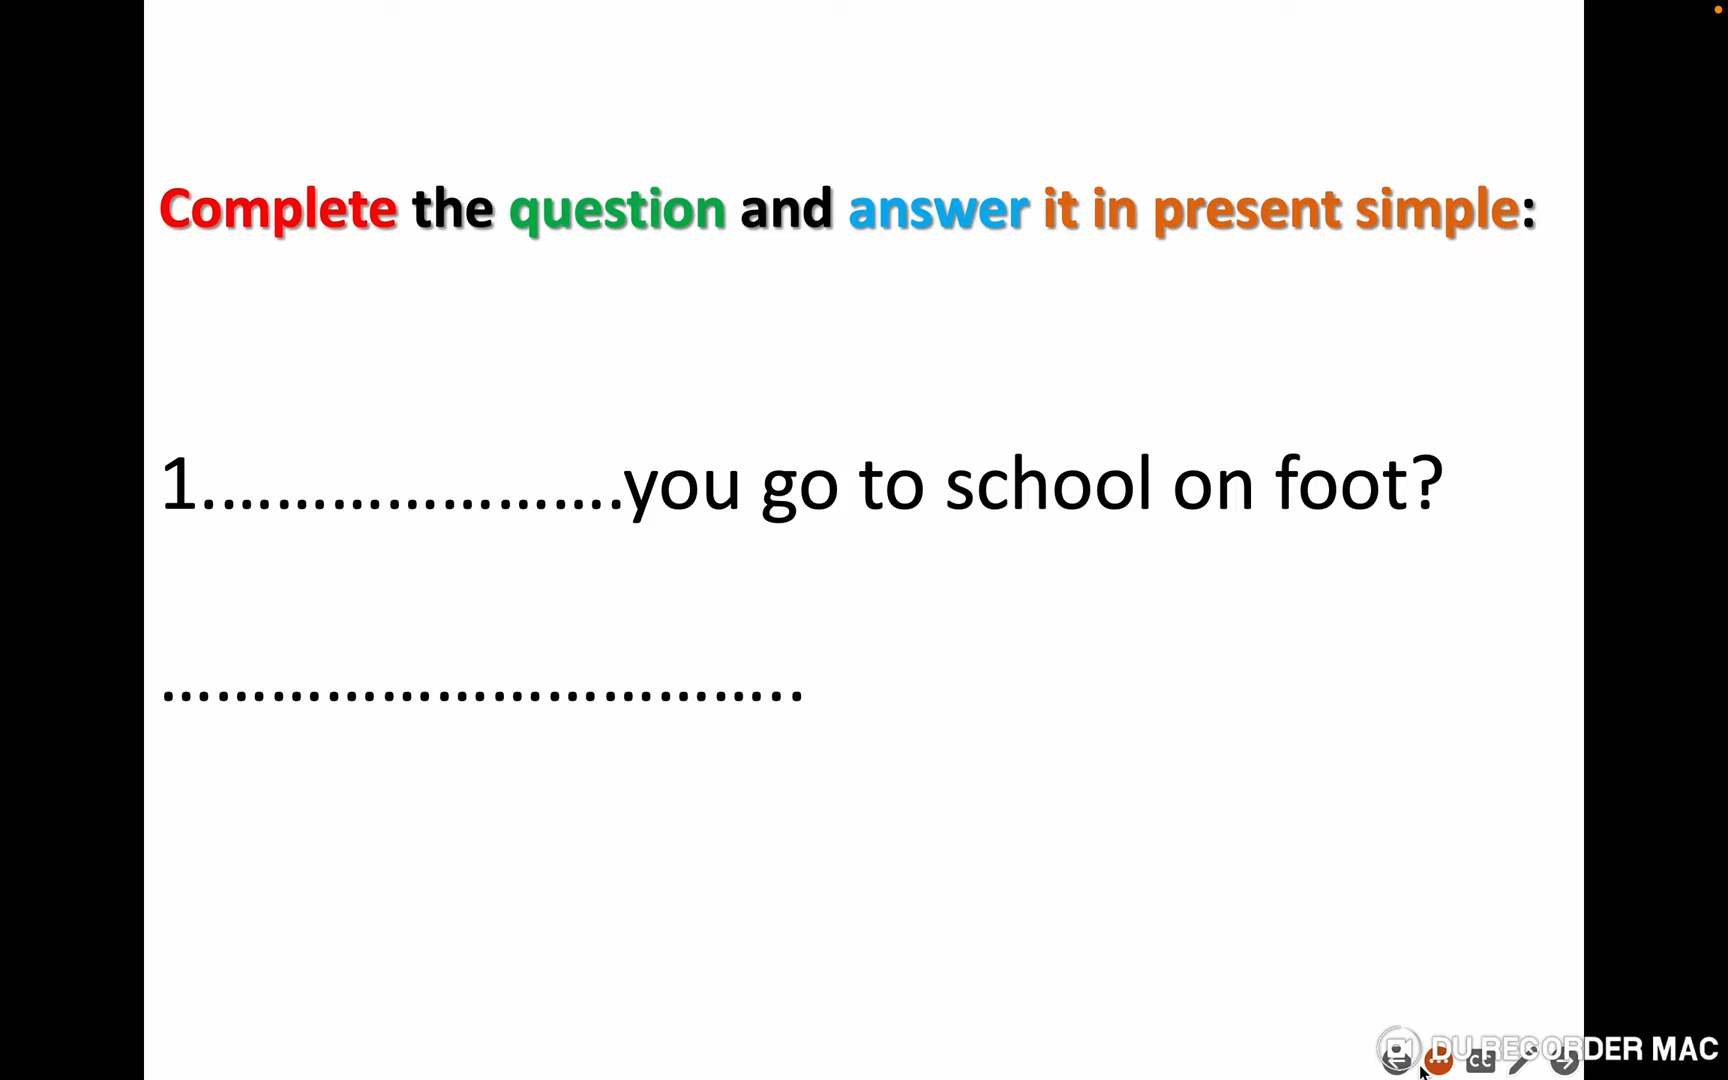 Complete the question and answer it in present simple:
1.…………………….you go to school on foot?
……………………………….
DU RECORDER MAC
CC